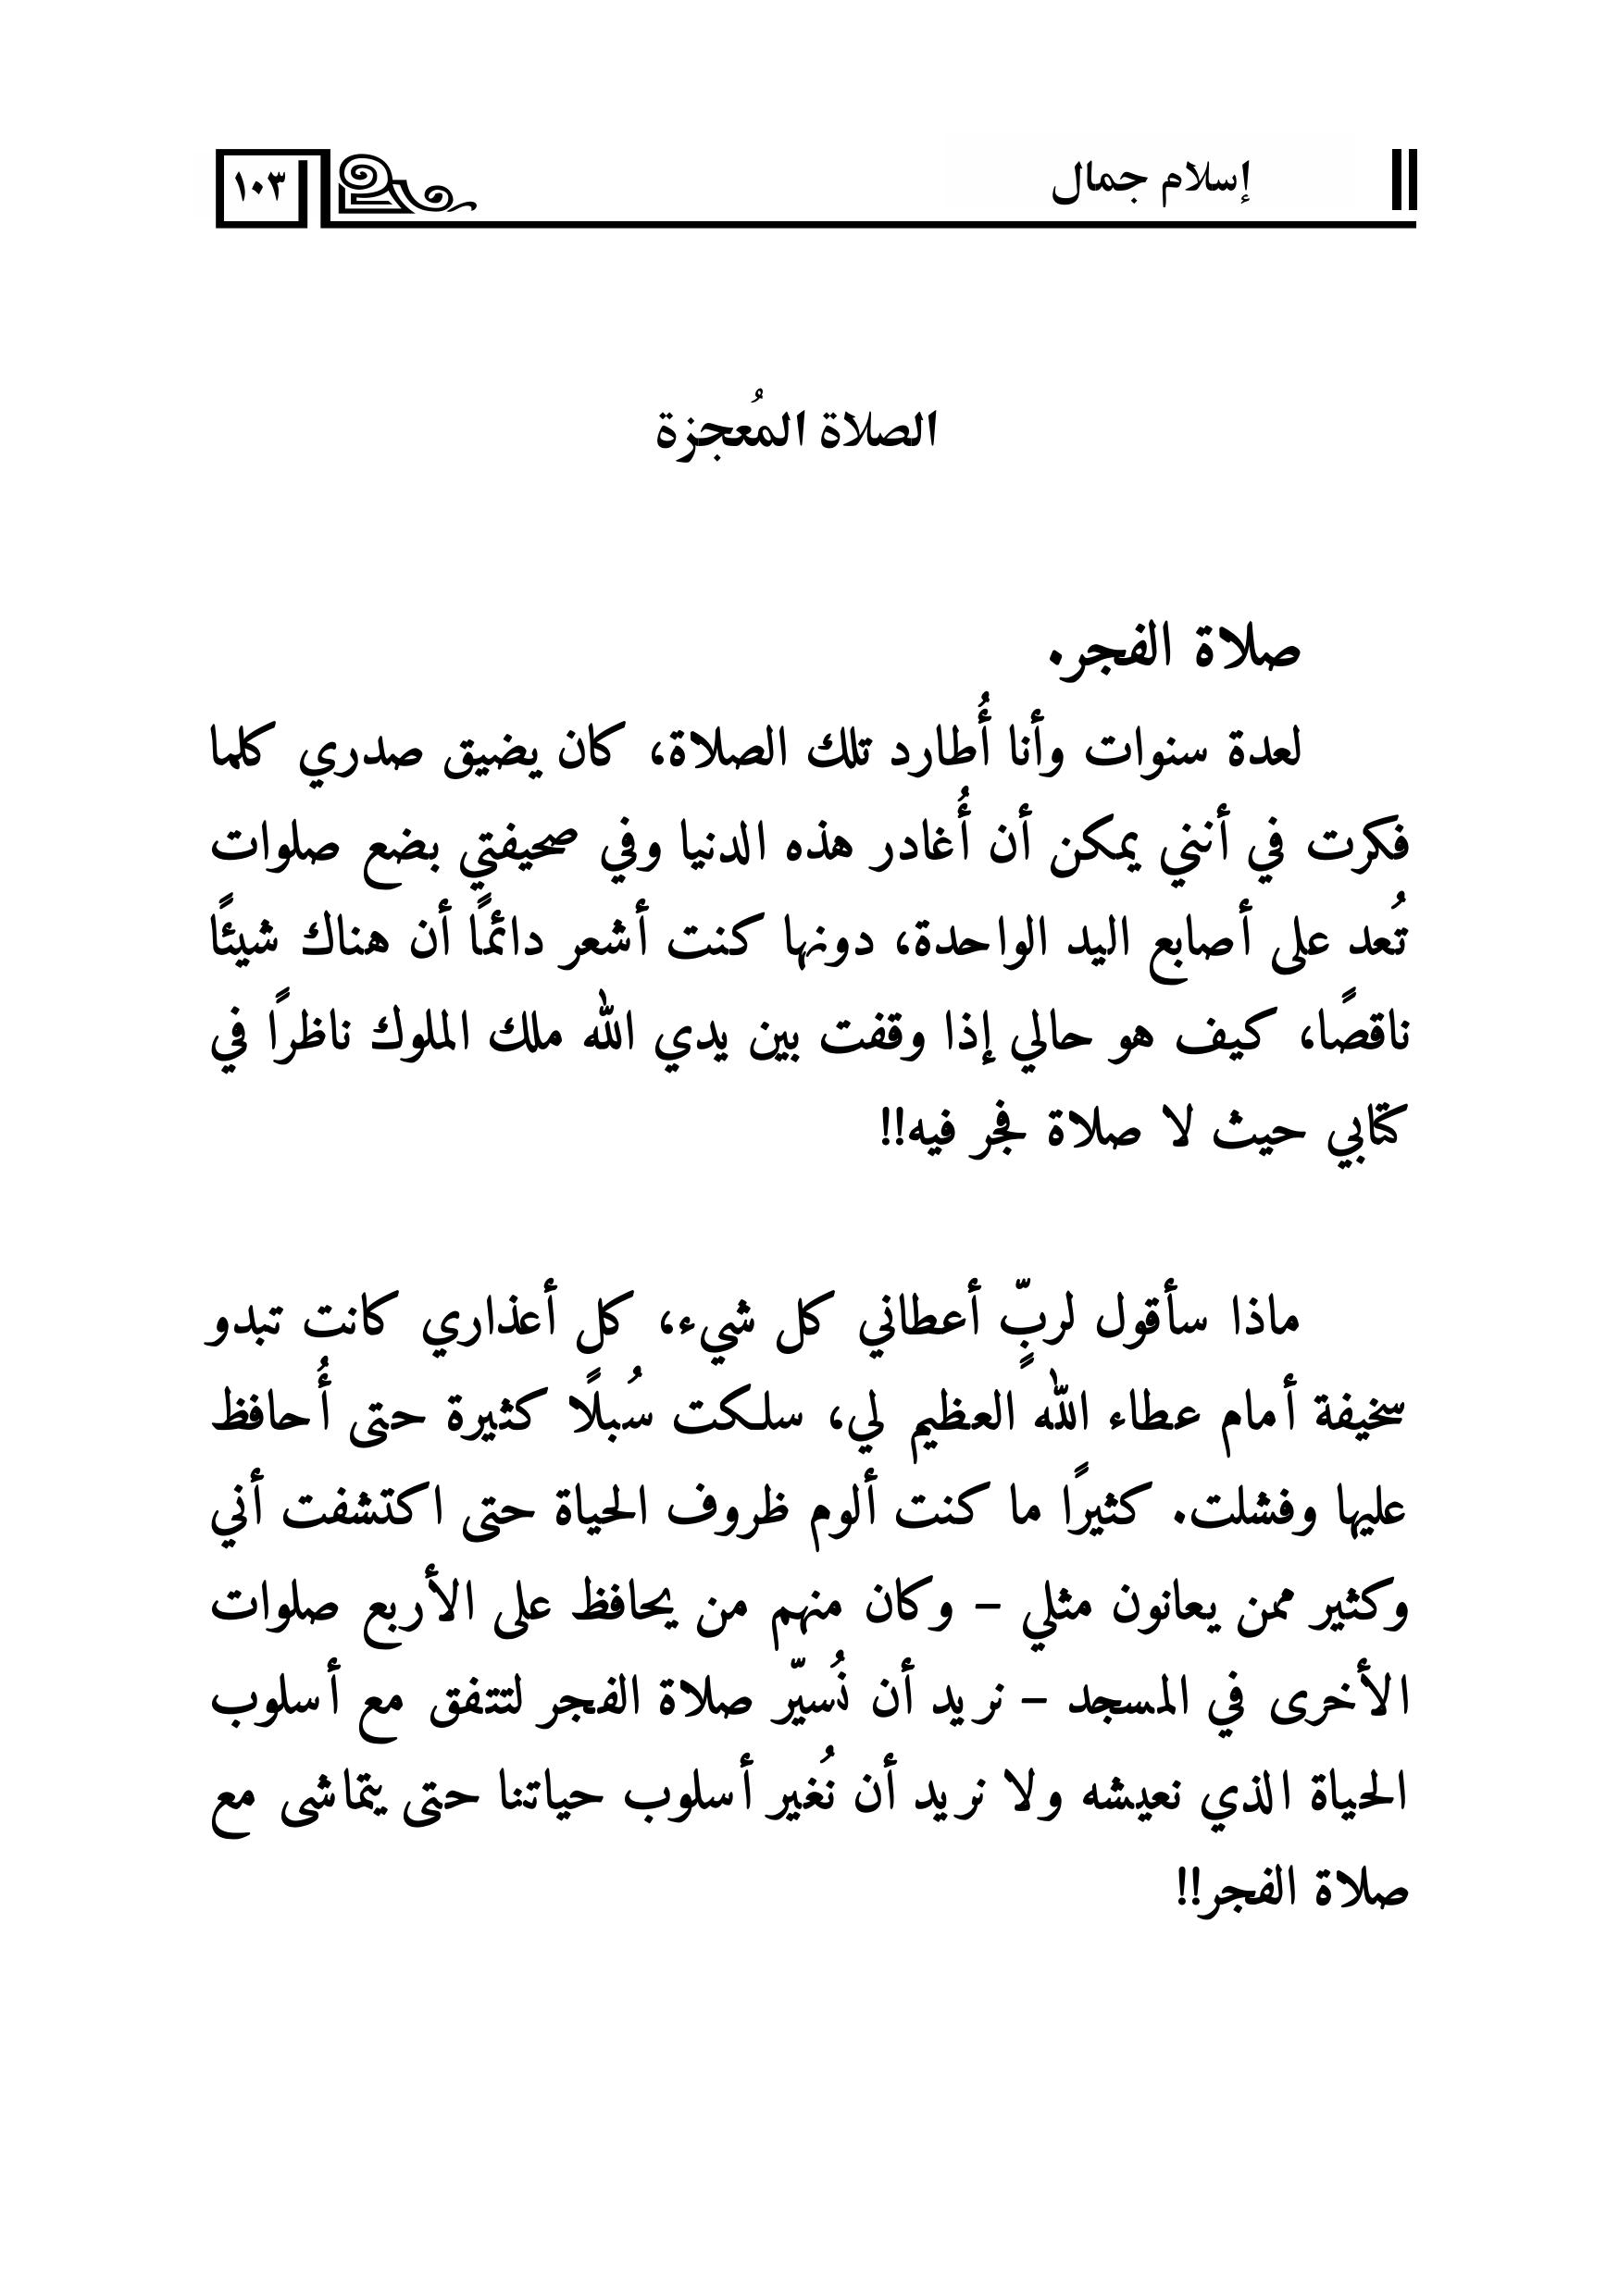 إسلام جمال
١٠٣
الصلاة المُعجزة
صلاة الفجر.
لعدة سنوات وأنا أُطارد تلك الصلاة، كان يضيق صدري كلما
فكرت في أنني يمكن أن أُغادر هذه الدنيا وفي صحيفتي بضع صلوات
تُعد على أصابع اليد الواحدة، دونها كنت أشعر دائمًا أن هناك شيئًا
ناقصًا، كيف هو حالي إذا وقفت بين يدي الله ملك الملوك ناظرًا في
كتابي حيث لا صلاة فجر فيه!!
ماذا سأقول لربٍّ أعطاني كل شيء، كل أعذاري كانت تبدو
سخيفة أمام عطاء الله العظيم لي، سلكت سُبلًا كثيرة حتى أُحافظ
عليها وفشلت. كثيرًا ما كنت ألوم ظروف الحياة حتى اكتشفت أني
وكثير ممن يعانون مثلي – وكان منهم من يحافظ على الأربع صلوات
الأخرى في المسجد – نريد أن نُسيّر صلاة الفجر لتتفق مع أسلوب
الحياة الذي نعيشه ولا نريد أن نُغير أسلوب حياتنا حتى يتماشى مع
صلاة الفجر!!